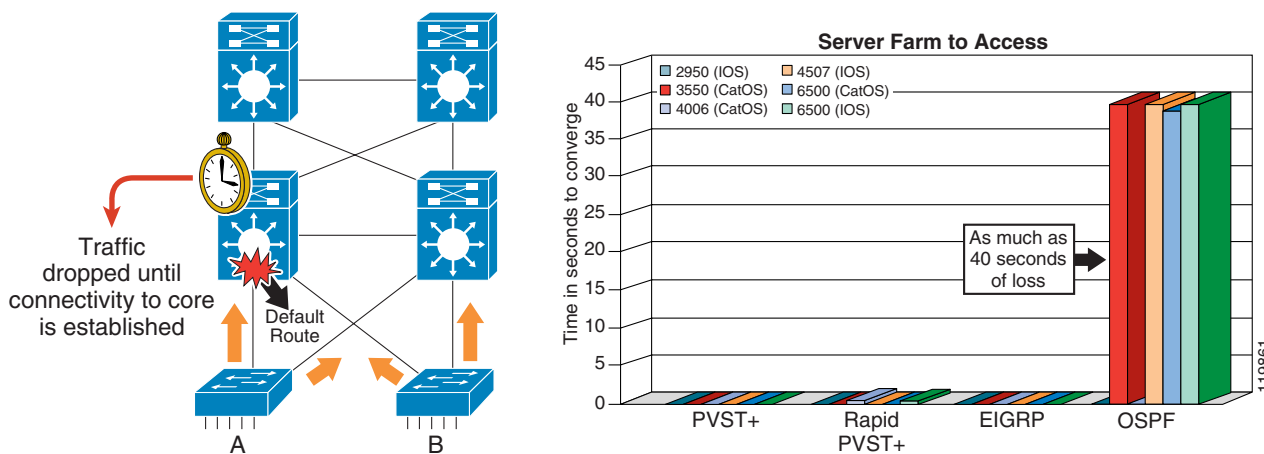 Traffic
dropped until
connectivity to core
is established
Default
Route
A
B
Server Farm to Access
Time in seconds to converge
45
40
35
30
25
20
15
10
5
0
2950 (IOS)
3550 (CatOS)
4006 (CatOS)
4507 (IOS)
6500 (CatOS)
6500 (IOS)
As much as
40 seconds
of loss
PVST+
Rapid
PVST+
EIGRP
OSPF
119861